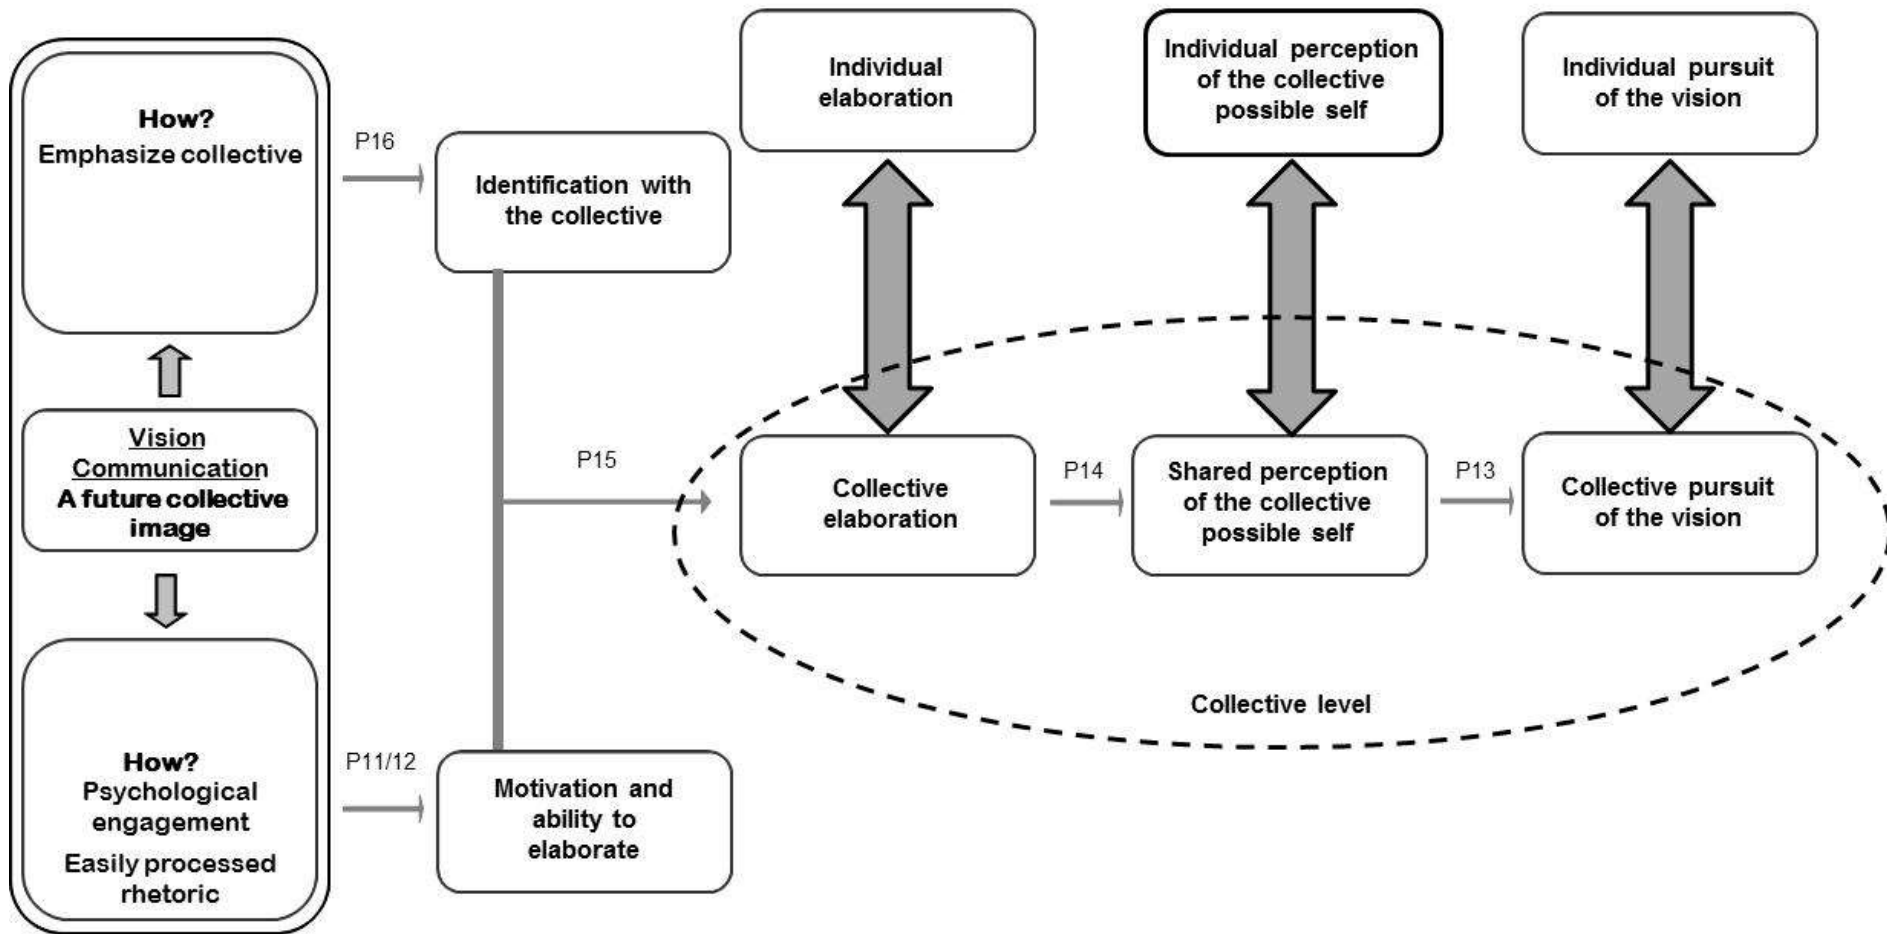 How?
Emphasize collective
Vision
Communication
A future collective
image
How?
Psychological
engagement
Easily processed
rhetoric
P16
P11/12
Identification with
the collective
Motivation and
ability to
elaborate
P15
Individual
elaboration
Individual perception
of the collective
possible self
Individual pursuit
of the vision
Collective
elaboration
P14
Shared perception
of the collective
possible self
P13
Collective pursuit
of the vision
Collective level